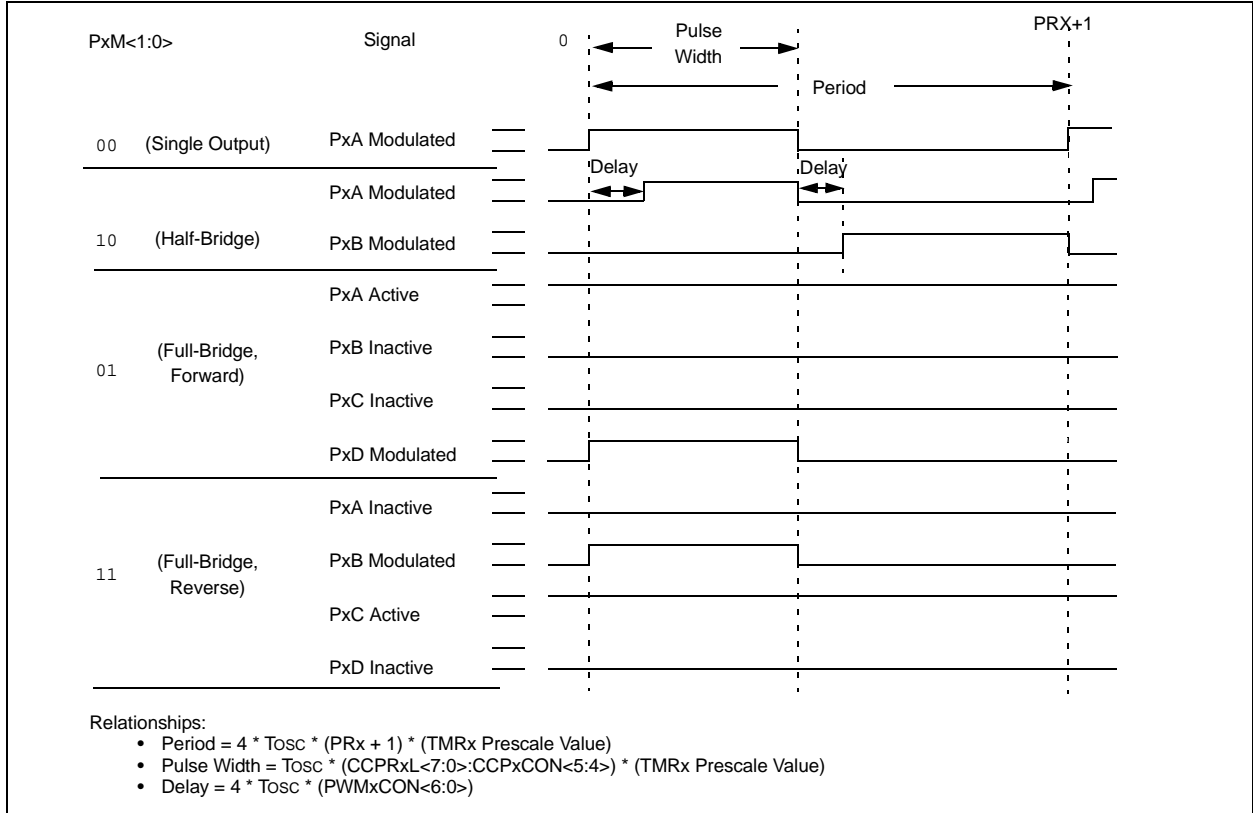 PxM<1:0> Signal 0 Pulse Width PRX+1
Period
00 (Single Output) PxA Modulated
Delay Delay
PxA Modulated
10 (Half-Bridge) PxB Modulated
PxA Active
PxB Inactive
01 (Full-Bridge, Forward)
PxC Inactive
PxD Modulated
PxA Inactive
PxB Modulated
11 (Full-Bridge, Reverse)
PxC Active
PxD Inactive
Relationships:
• Period = 4 * TOSC * (PRx + 1) * (TMRx Prescale Value)
• Pulse Width = TOSC * (CCPRxL<7:0>:CCPxCON<5:4>) * (TMRx Prescale Value)
• Delay = 4 * TOSC * (PWMxCON<6:0>)